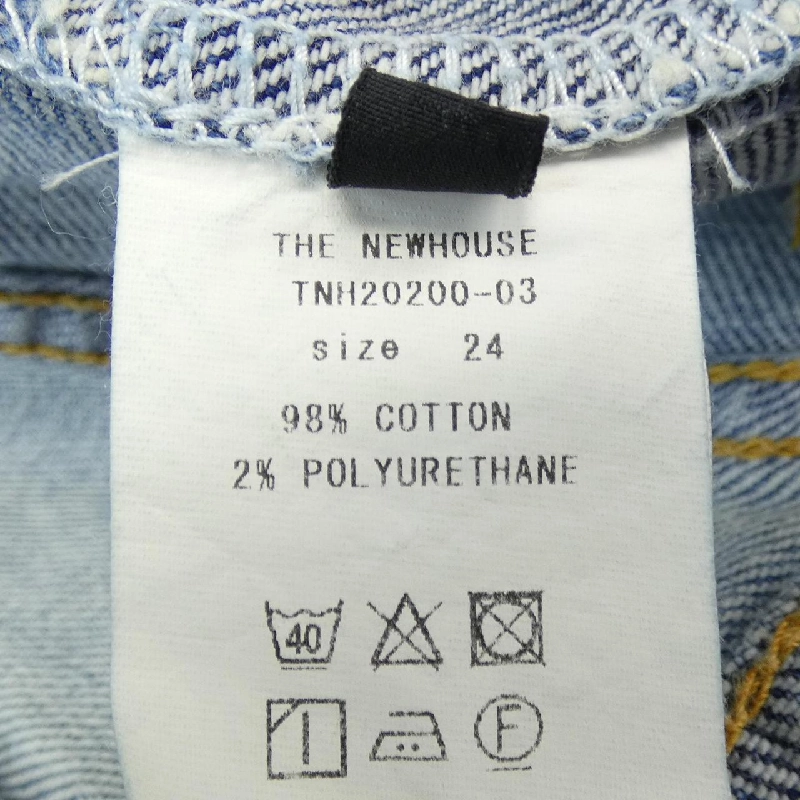 THE NEWHOUSE
TNH20200-03
size 24
98% COTTON
2% POLYURETHANE
40
F